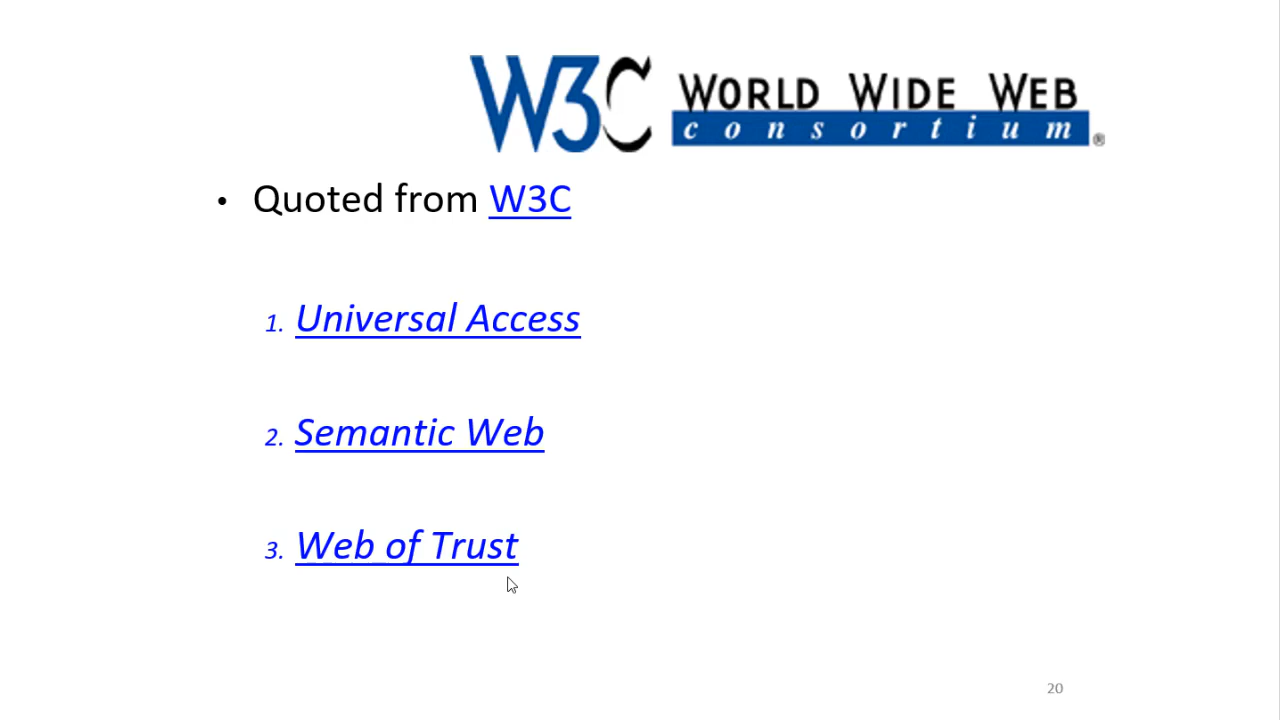 W3C WORLD WIDE WEB
consortium ®
• Quoted from W3C
1. Universal Access
2. Semantic Web
3. Web of Trust
20